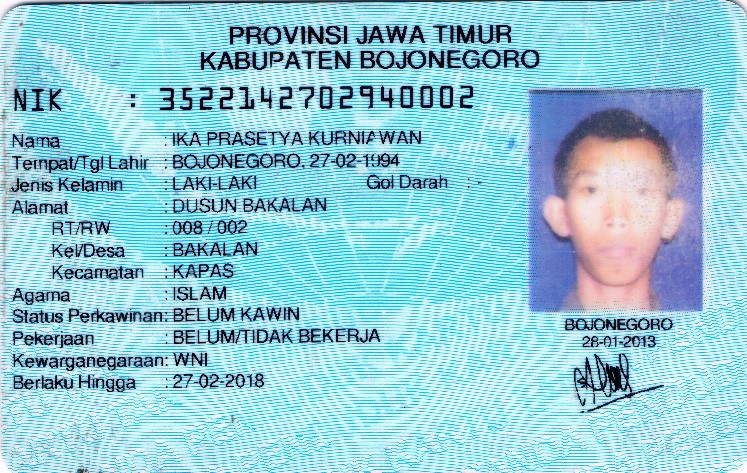 PROVINSI JAWA TIMUR
KABUPATEN BOJONEGORO
NIK : 3522142702940002
Nama : IKA PRASETYA KURNIAWAN
Tempat/Tgl Lahir : BOJONEGORO, 27-02-1994
Jenis Kelamin : LAKI-LAKI Gol Darah : -
Alamat : DUSUN BAKALAN
RT/RW : 008 / 002
Kel/Desa : BAKALAN
Kecamatan : KAPAS
Agama : ISLAM
Status Perkawinan: BELUM KAWIN
Pekerjaan : BELUM/TIDAK BEKERJA
Kewarganegaraan: WNI
Berlaku Hingga : 27-02-2018
BOJONEGORO
28-01-2013